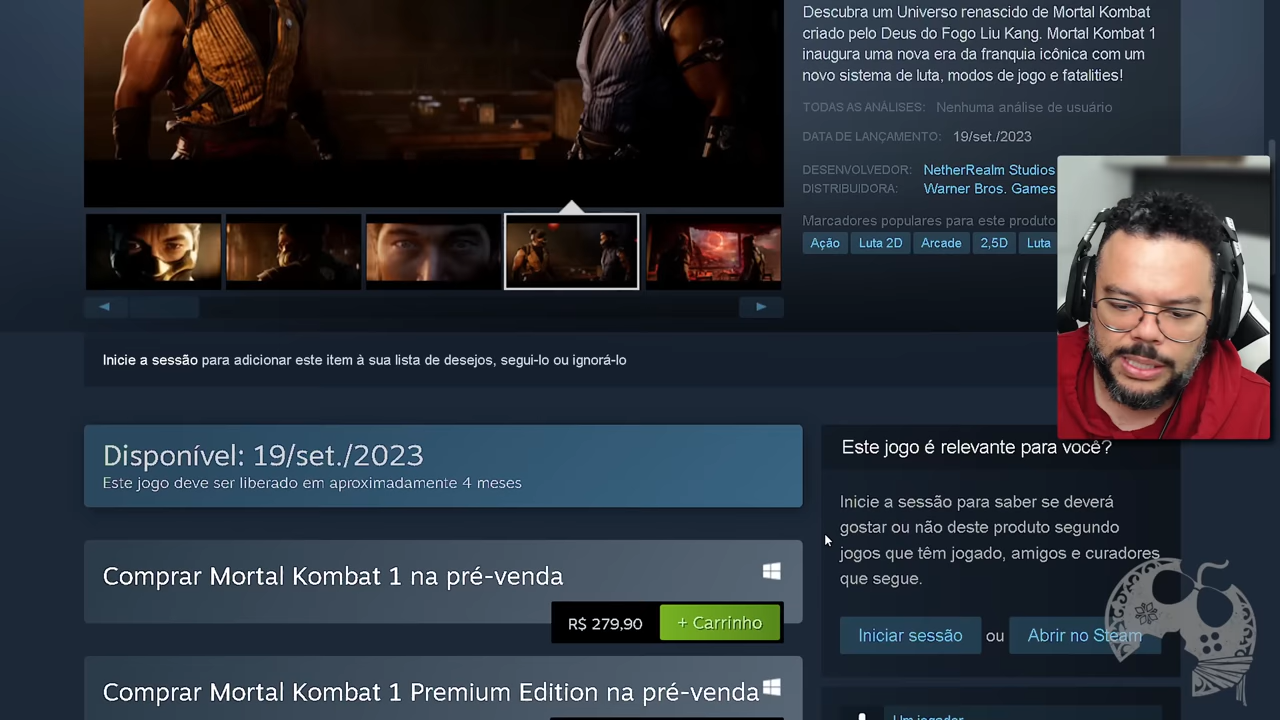 Descubra um Universo renascido de Mortal Kombat
criado pelo Deus do Fogo Liu Kang. Mortal Kombat 1
inaugura uma nova era da franquia icônica com um
novo sistema de luta, modos de jogo e fatalities!
TODAS AS ANÁLISES: Nenhuma análise de usuário
DATA DE LANÇAMENTO: 19/set./2023
DESENVOLVEDOR: NetherRealm Studios
DISTRIBUIDORA: Warner Bros. Games
Marcadores populares para este produto
Ação Luta 2D Arcade 2,5D Luta
Inicie a sessão para adicionar este item à sua lista de desejos, segui-lo ou ignorá-lo
Disponível: 19/set./2023
Este jogo deve ser liberado em aproximadamente 4 meses
Comprar Mortal Kombat 1 na pré-venda
R$ 279,90 + Carrinho
Comprar Mortal Kombat 1 Premium Edition na pré-venda
Este jogo é relevante para você?
Inicie a sessão para saber se deverá
gostar ou não deste produto segundo
jogos que têm jogado, amigos e curadores
que segue.
Iniciar sessão ou Abrir no Steam
Um jogador